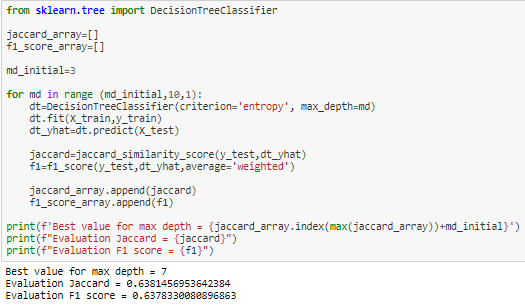 from sklearn.tree import DecisionTreeClassifier
jaccard_array=[]
f1_score_array=[]
md_initial=3
for md in range (md_initial,10,1):
dt=DecisionTreeClassifier(criterion='entropy', max_depth=md)
dt.fit(X_train,y_train)
dt_yhat=dt.predict(X_test)
jaccard=jaccard_similarity_score(y_test,dt_yhat)
f1=f1_score(y_test,dt_yhat,average='weighted')
jaccard_array.append(jaccard)
f1_score_array.append(f1)
print(f'Best value for max depth = {jaccard_array.index(max(jaccard_array))+md_initial}')
print(f"Evaluation Jaccard = {jaccard}")
print(f"Evaluation F1 score = {f1}")
Best value for max depth = 7
Evaluation Jaccard = 0.6381456953642384
Evaluation F1 score = 0.6378330080896863